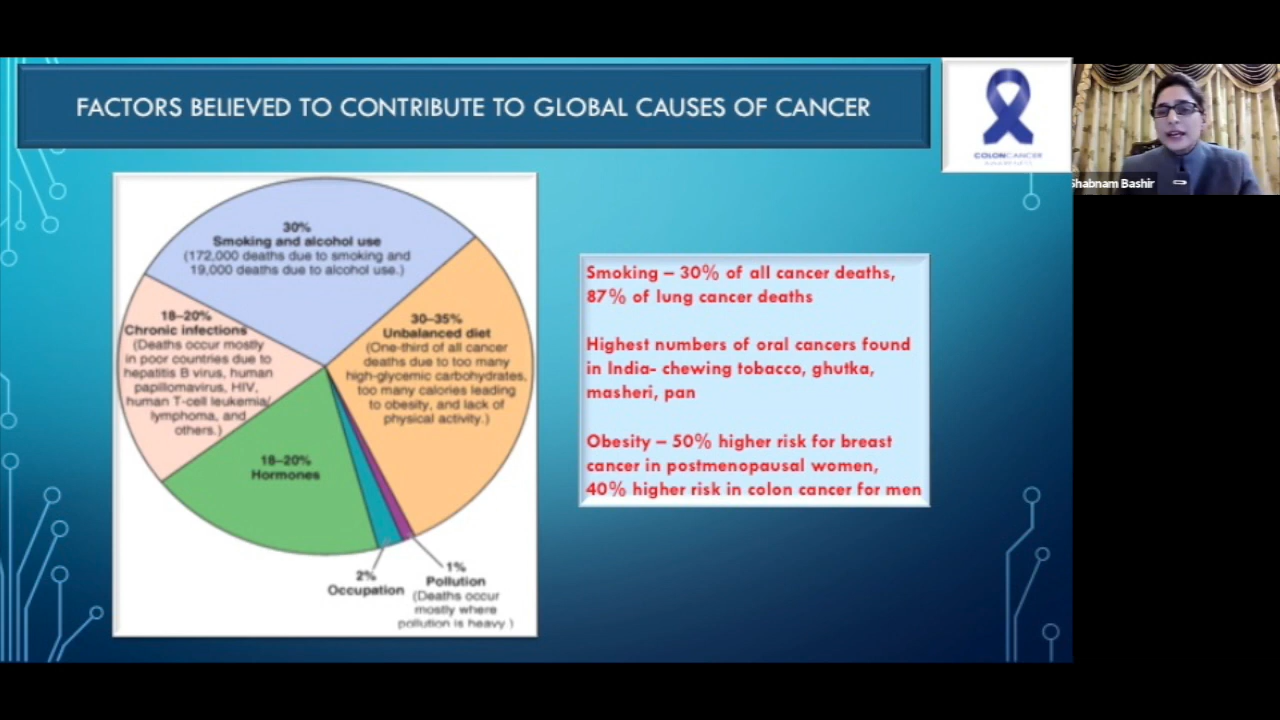 FACTORS BELIEVED TO CONTRIBUTE TO GLOBAL CAUSES OF CANCER
COLONCANCER
AWARENESS
Shabnam Bashir
30%
Smoking and alcohol use
(172,000 deaths due to smoking and
19,000 deaths due to alcohol use.)
18–20%
Chronic infections
(Deaths occur mostly
in poor countries due to
hepatitis B virus, human
papillomavirus, HIV,
human T-cell leukemia/
lymphoma, and
others.)
30–35%
Unbalanced diet
(One-third of all cancer
deaths due to too many
high-glycemic carbohydrates,
too many calories leading
to obesity, and lack of
physical activity.)
18–20%
Hormones
2%
Occupation
1%
Pollution
(Deaths occur
mostly where
pollution is heavy.)
Smoking – 30% of all cancer deaths,
87% of lung cancer deaths
Highest numbers of oral cancers found
in India- chewing tobacco, ghutka,
masheri, pan
Obesity – 50% higher risk for breast
cancer in postmenopausal women,
40% higher risk in colon cancer for men